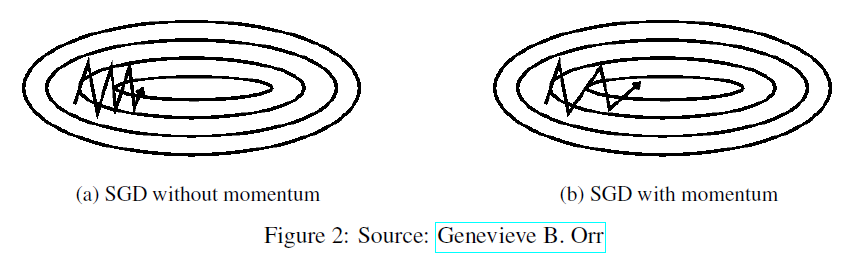 (a) SGD without momentum
(b) SGD with momentum
Figure 2: Source: Genevieve B. Orr